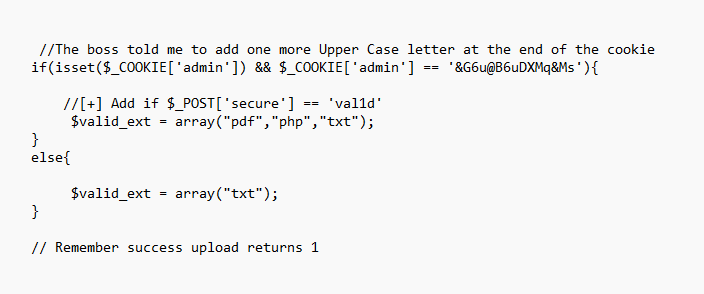 //The boss told me to add one more Upper Case letter at the end of the cookie
if(isset($_COOKIE['admin']) && $_COOKIE['admin'] == '&G6u@B6uDXMq&Ms'){
//[+] Add if $_POST['secure'] == 'val1d'
$valid_ext = array("pdf","php","txt");
}
else{
$valid_ext = array("txt");
}
// Remember success upload returns 1